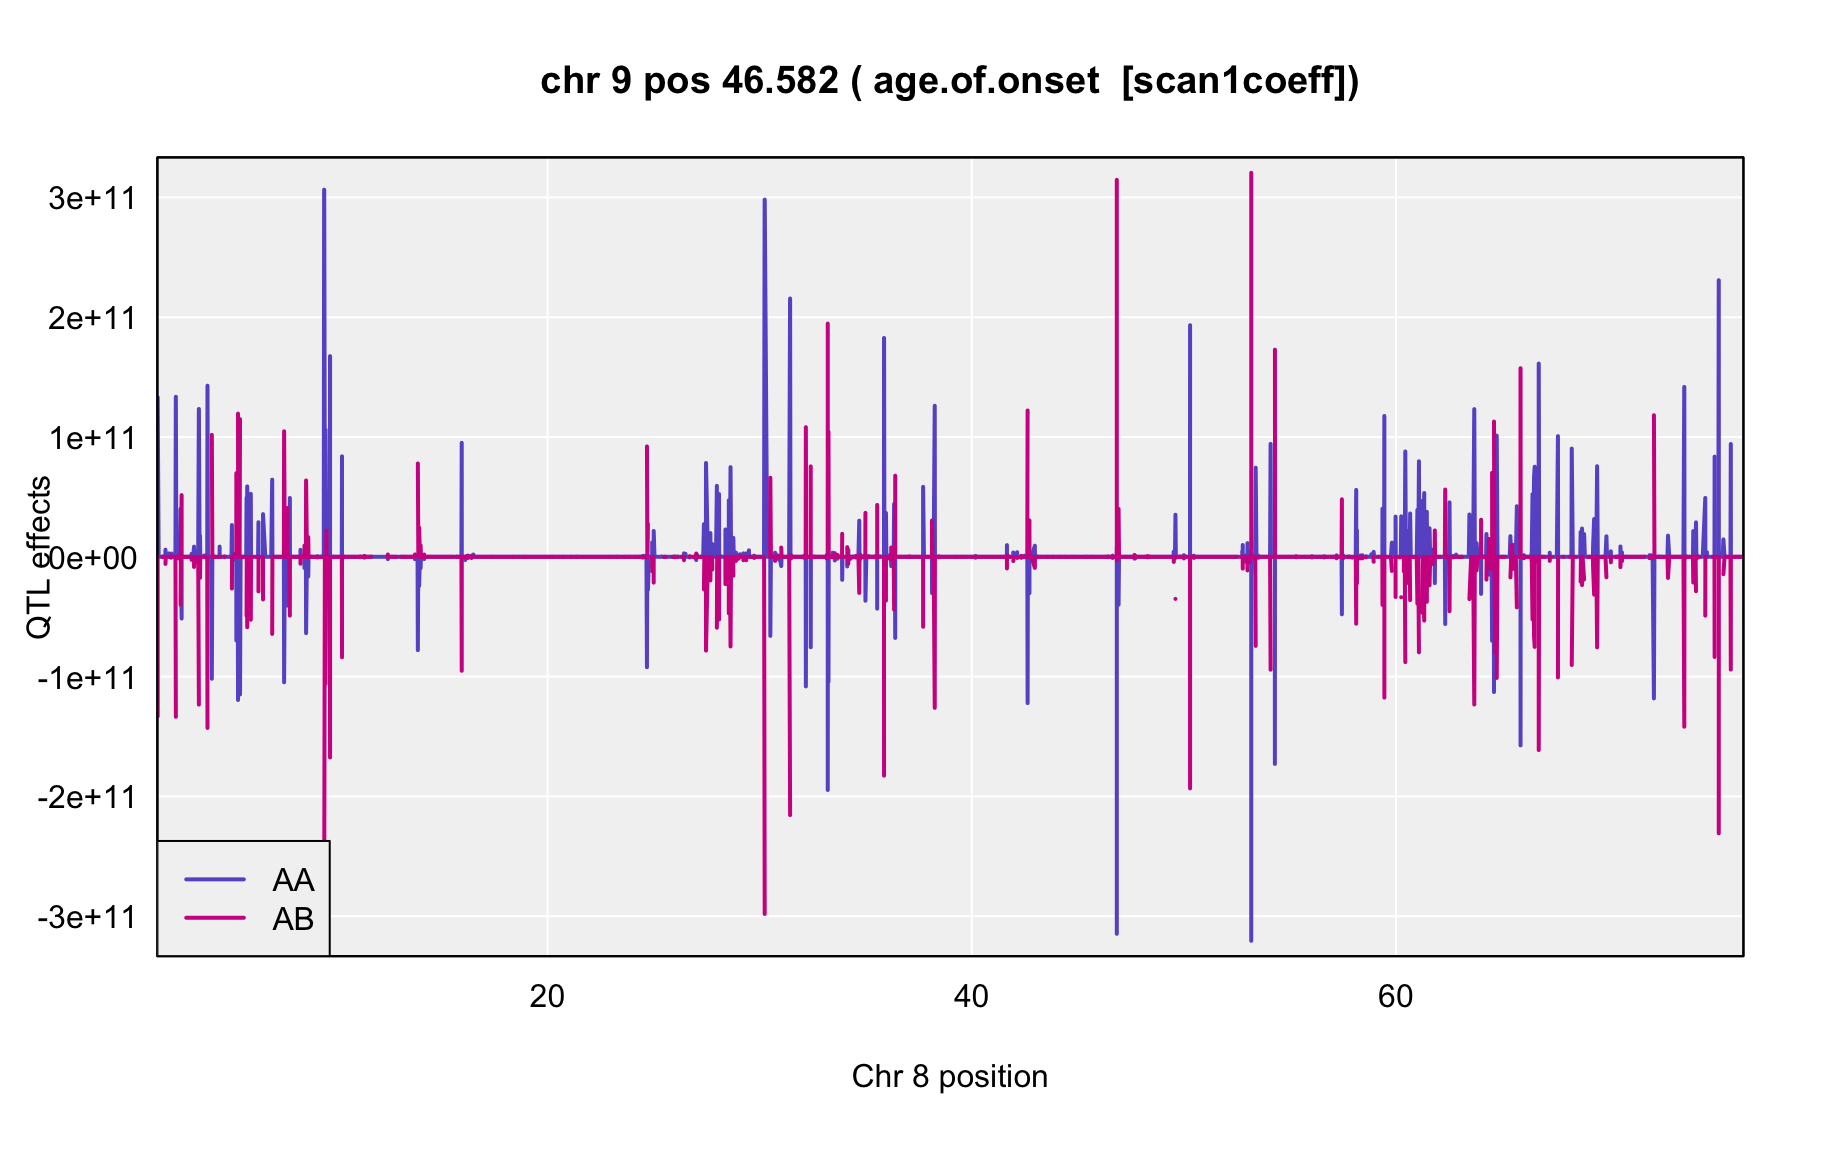 chr 9 pos 46.582 ( age.of.onset  [scan1coeff])
QTL effects
3e+11
2e+11
1e+11
0e+00
-1e+11
-2e+11
-3e+11
AA
AB
20 40 60
Chr 8 position